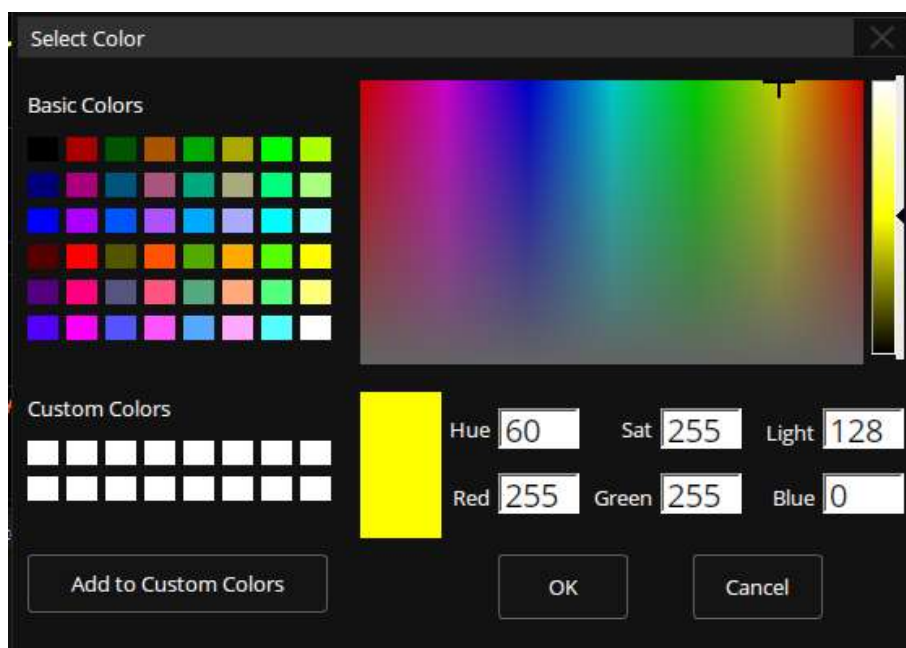 Select Color
Basic Colors
Custom Colors
Hue 60 Sat 255 Light 128
Red 255 Green 255 Blue 0
Add to Custom Colors OK Cancel